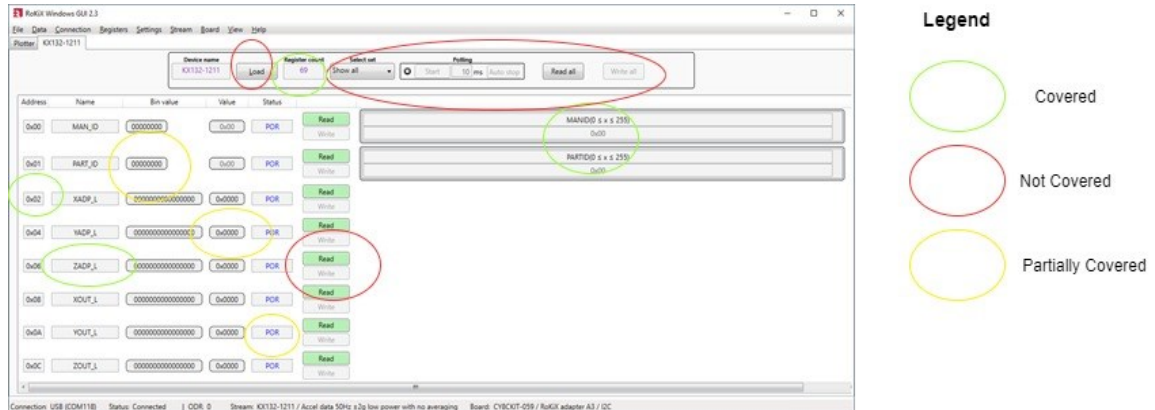 RoKiX Windows GUI 2.3
File Data Connection Registers Settings Stream Board View Help
Plotter KX132-1211
Device name Register count Select set Polling
KX132-1211 Load 69 Show all Start 10 ms Auto stop Read all Write all
Address Name Bin value Value Status
0x00 MAN_ID 00000000 0x00 POR Read MANID(0 ≤ x ≤ 255)
Write 0x00
0x01 PART_ID 00000000 0x00 POR Read PARTID(0 ≤ x ≤ 255)
Write 0x00
0x02 XADP_L 0000000000000000 0x0000 POR Read
Write
0x04 YADP_L 0000000000000000 0x0000 POR Read
Write
0x06 ZADP_L 0000000000000000 0x0000 POR Read
Write
0x08 XOUT_L 0000000000000000 0x0000 POR Read
Write
0x0A YOUT_L 0000000000000000 0x0000 POR Read
Write
0x0C ZOUT_L 0000000000000000 0x0000 POR Read
Write
Connection: USB (COM118) Status: Connected | ODR: 0 Stream: KX132-1211 / Accel data 50Hz ±2g low power with no averaging Board: CY8CKIT-059 / RoKiX adapter A3 / I2C
Legend
Covered
Not Covered
Partially Covered